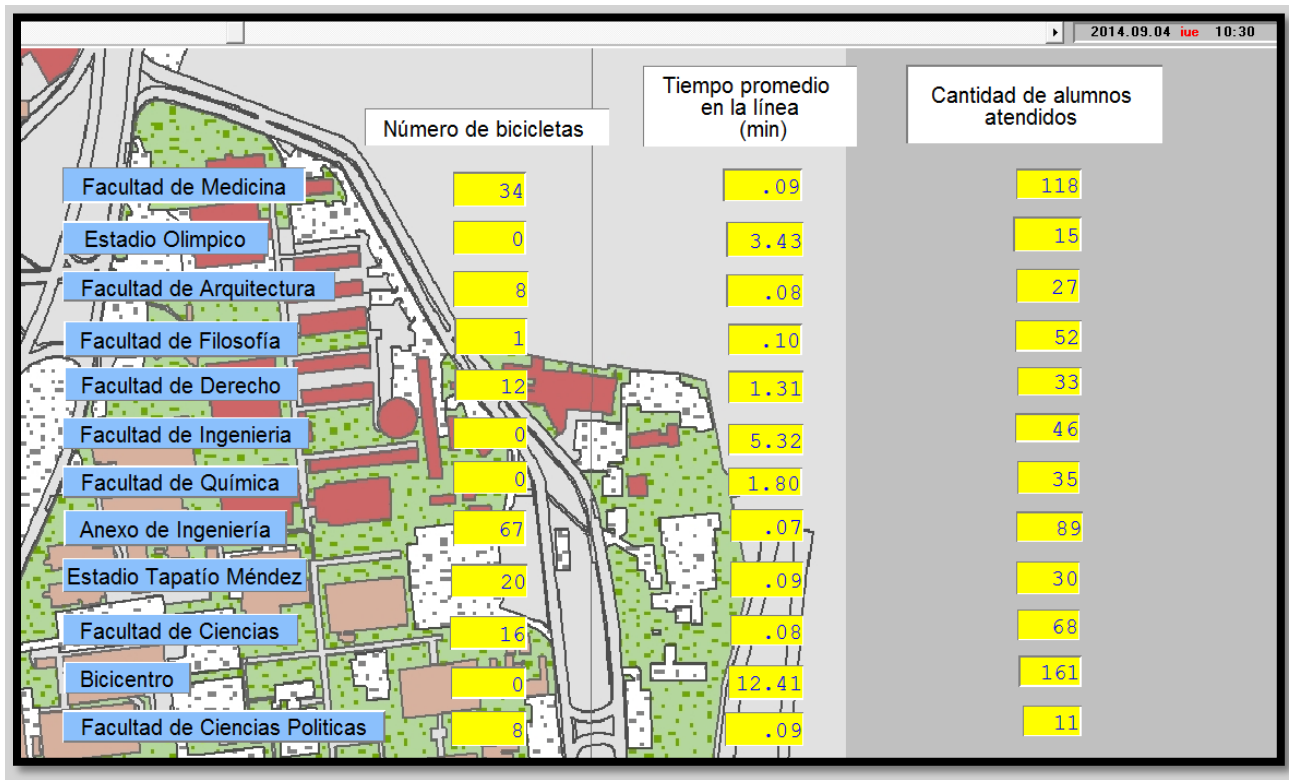 2014.09.04 iue 10:30
Número de bicicletas
Tiempo promedio
en la línea
(min)
Cantidad de alumnos
atendidos
Facultad de Medicina 34 .09 118
Estadio Olimpico 0 3.43 15
Facultad de Arquitectura 8 .08 27
Facultad de Filosofía 1 .10 52
Facultad de Derecho 12 1.31 33
Facultad de Ingenieria 0 5.32 46
Facultad de Química 0 1.80 35
Anexo de Ingeniería 67 .07 89
Estadio Tapatío Méndez 20 .09 30
Facultad de Ciencias 16 .08 68
Bicicentro 0 12.41 161
Facultad de Ciencias Politicas 8 .09 11